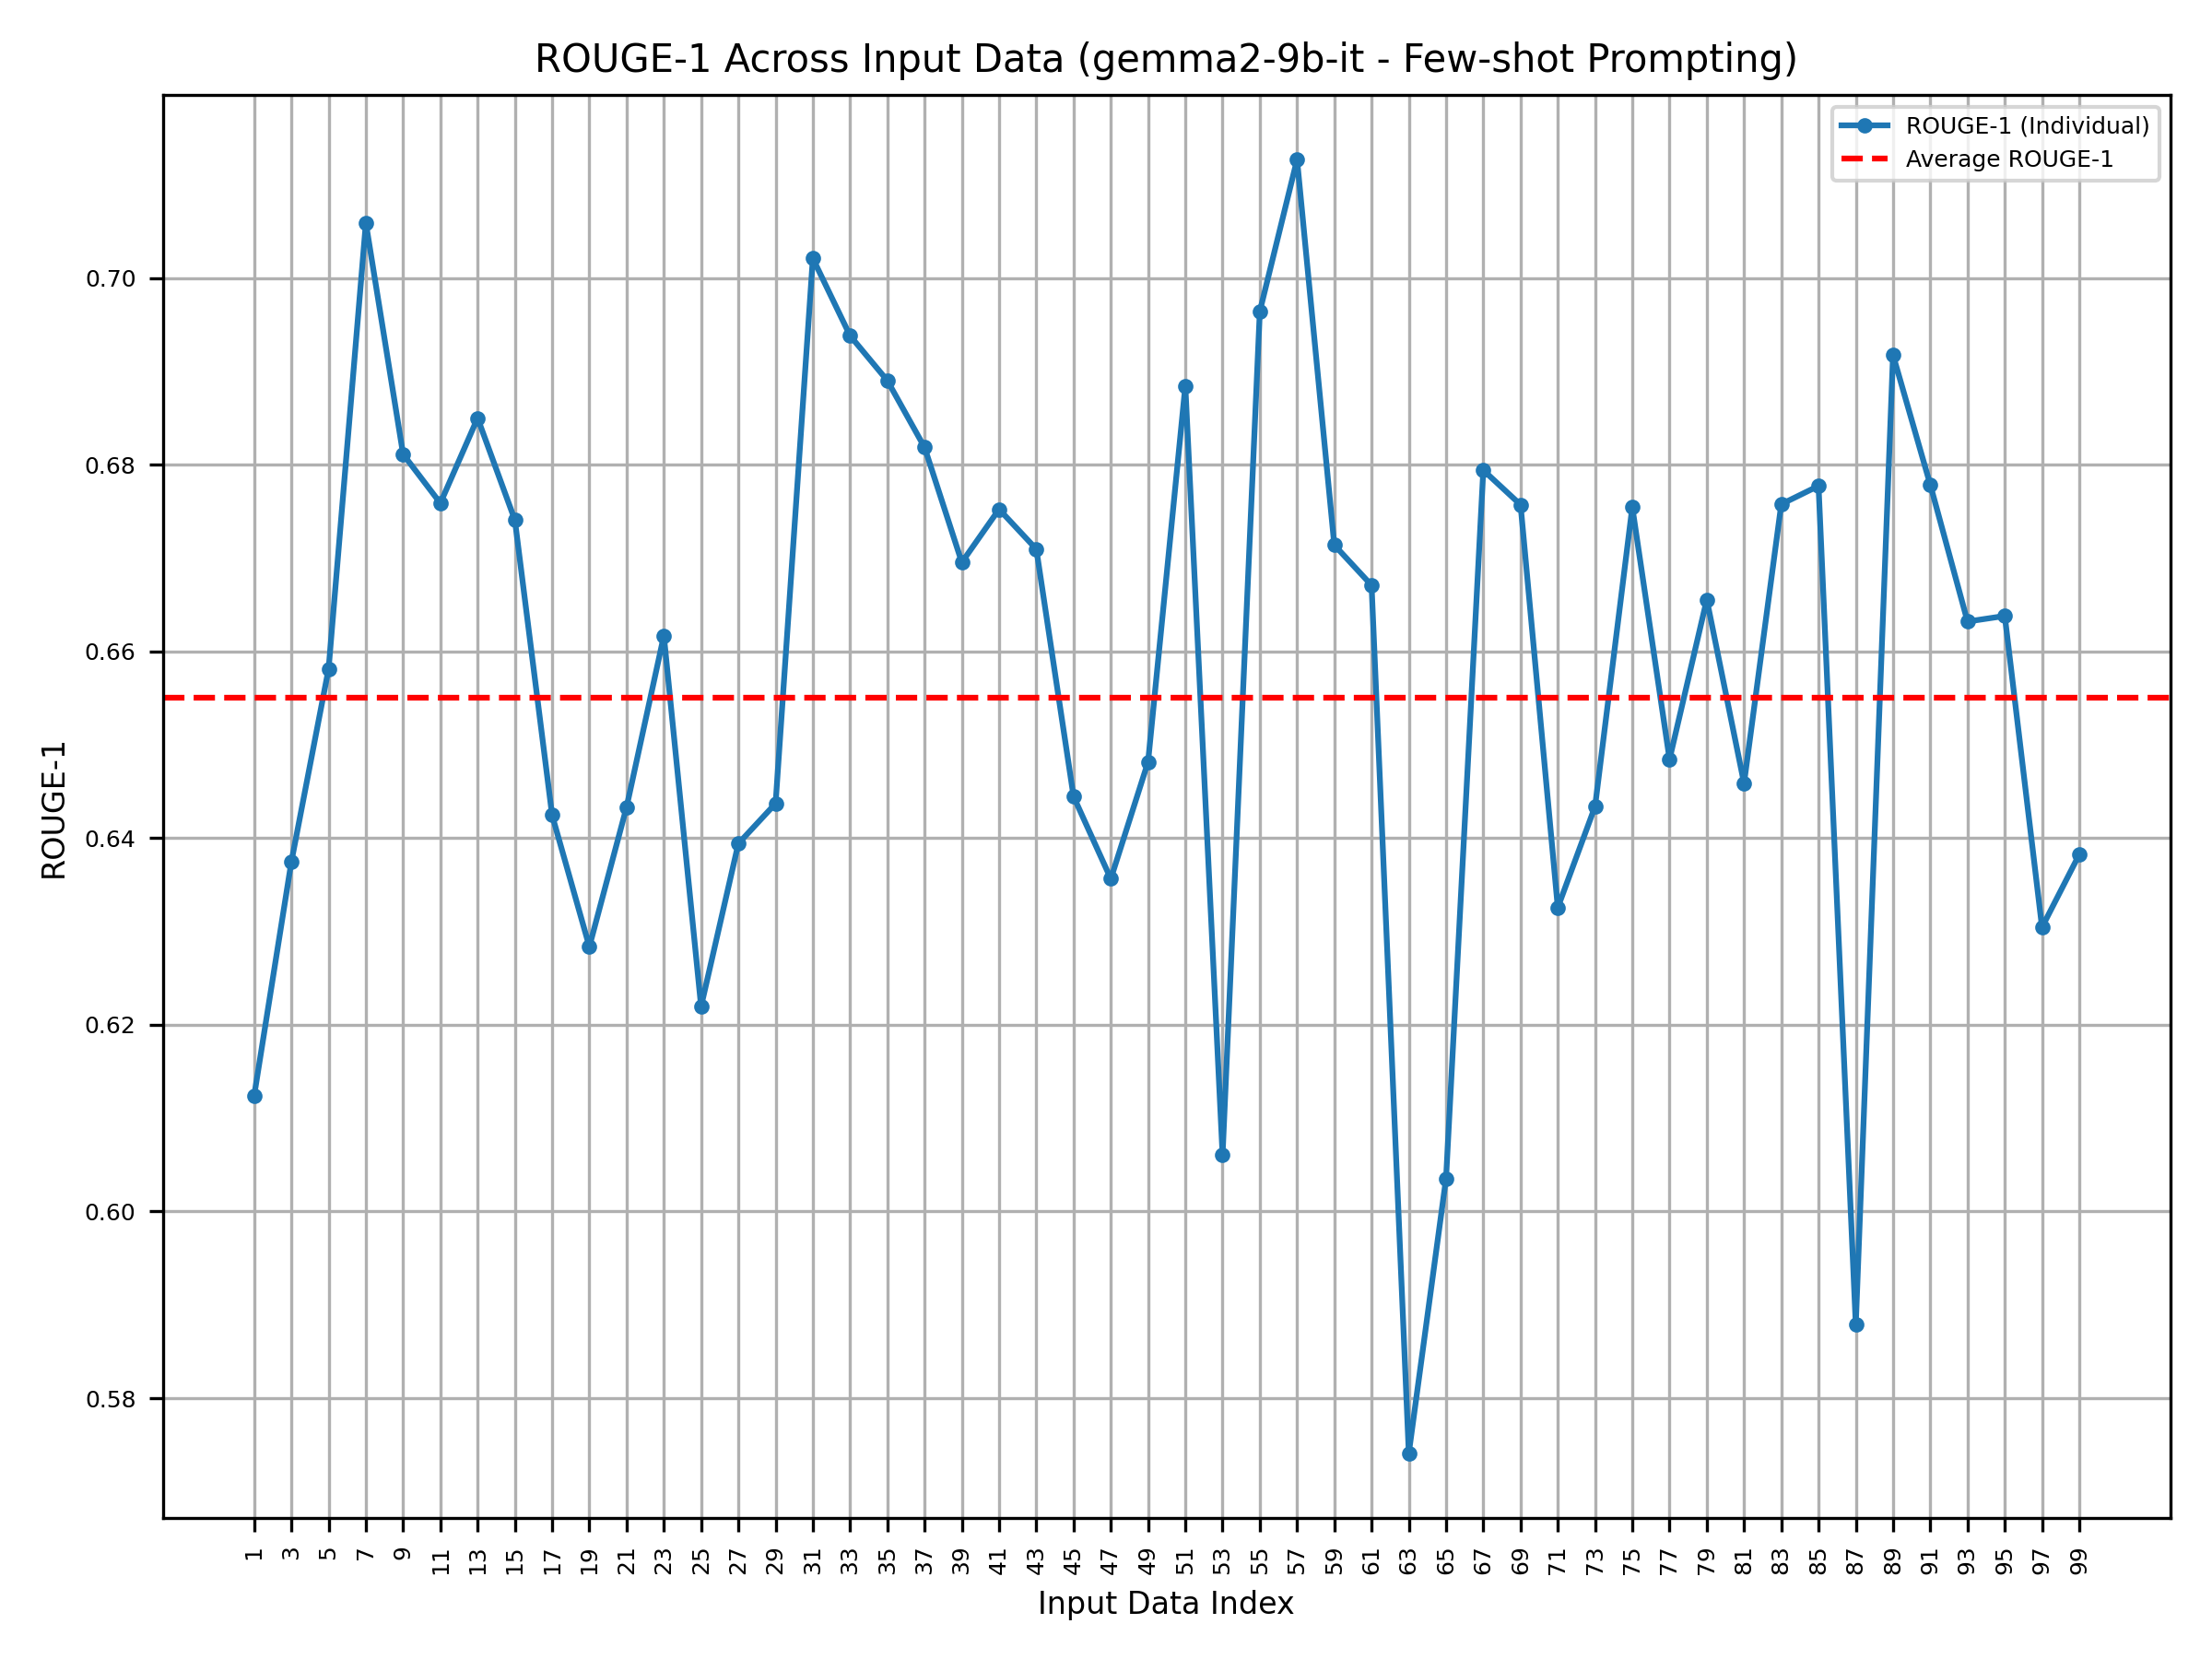 ROUGE-1 Across Input Data (gemma2-9b-it - Few-shot Prompting)
ROUGE-1 (Individual)
Average ROUGE-1
ROUGE-1
0.70
0.68
0.66
0.64
0.62
0.60
0.58
1 3 5 7 9 11 13 15 17 19 21 23 25 27 29 31 33 35 37 39 41 43 45 47 49 51 53 55 57 59 61 63 65 67 69 71 73 75 77 79 81 83 85 87 89 91 93 95 97 99
Input Data Index